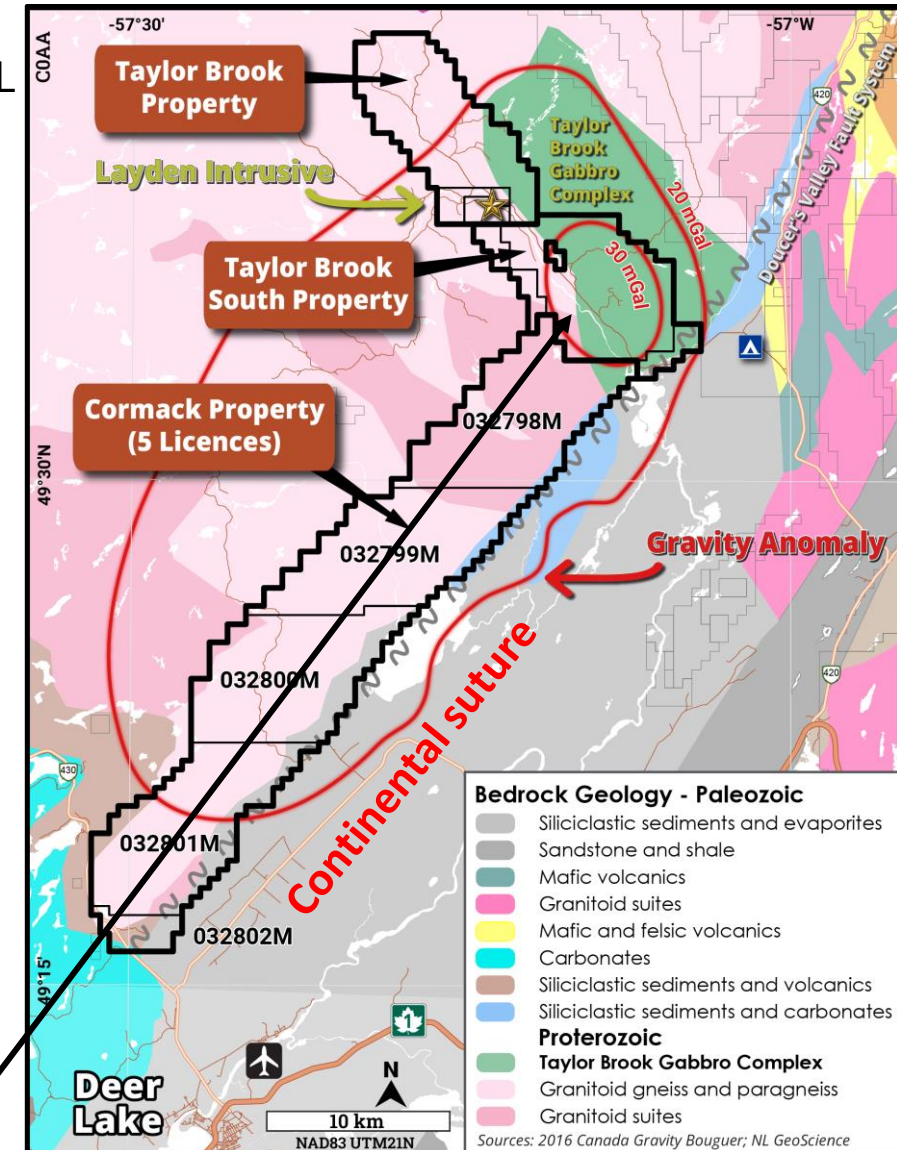 L
C0AA
-57°30'
-57°W
Taylor Brook
Property
420
Doucer's Valley Fault System
Taylor
Brook
Gabbro
Complex
Layden Intrusive
20 mGal
30 mGal
Taylor Brook
South Property
Cormack Property
(5 Licences)
032798M
49°30'N
032799M
Gravity Anomaly
032800M
420
Continental suture
430
032801M
032802M
49°15'
1
Deer
Lake
N
10 km
NAD83 UTM21N
Bedrock Geology - Paleozoic
Siliciclastic sediments and evaporites
Sandstone and shale
Mafic volcanics
Granitoid suites
Mafic and felsic volcanics
Carbonates
Siliciclastic sediments and volcanics
Siliciclastic sediments and carbonates
Proterozoic
Taylor Brook Gabbro Complex
Granitoid gneiss and paragneiss
Granitoid suites
Sources: 2016 Canada Gravity Bouguer; NL GeoScience